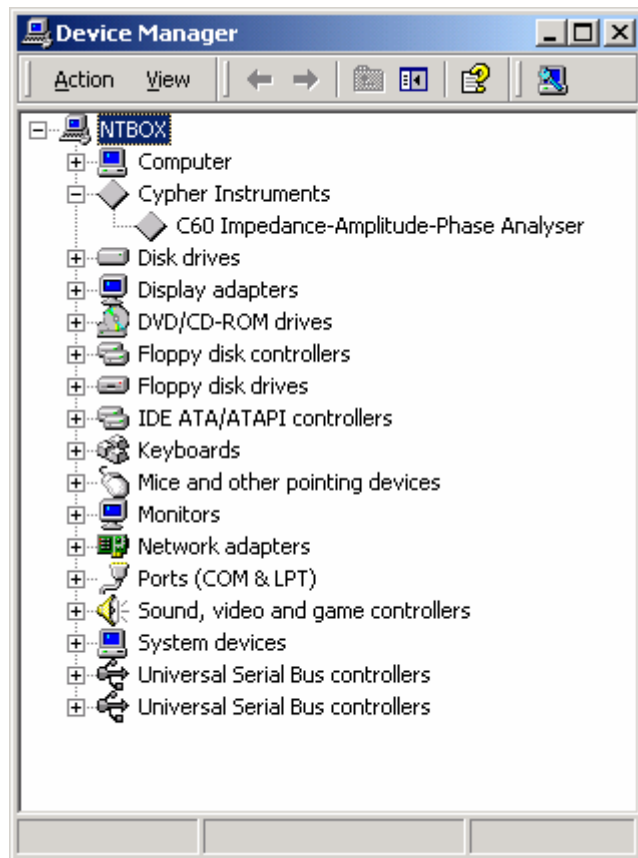 Device Manager
Action View
NTBOX
Computer
Cypher Instruments
C60 Impedance-Amplitude-Phase Analyser
Disk drives
Display adapters
DVD/CD-ROM drives
Floppy disk controllers
Floppy disk drives
IDE ATA/ATAPI controllers
Keyboards
Mice and other pointing devices
Monitors
Network adapters
Ports (COM & LPT)
Sound, video and game controllers
System devices
Universal Serial Bus controllers
Universal Serial Bus controllers